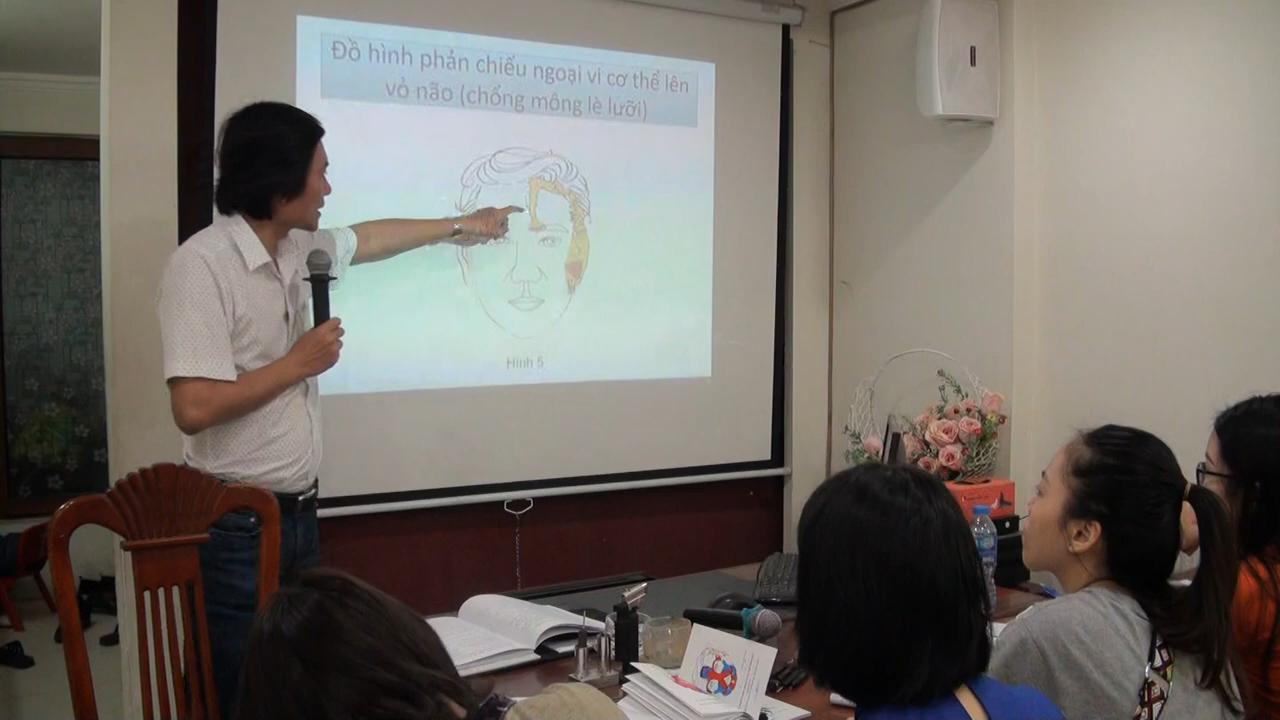 Đồ hình phản chiếu ngoại vi cơ thể lên
vỏ não (chổng mông lè lưỡi)
Hình 5